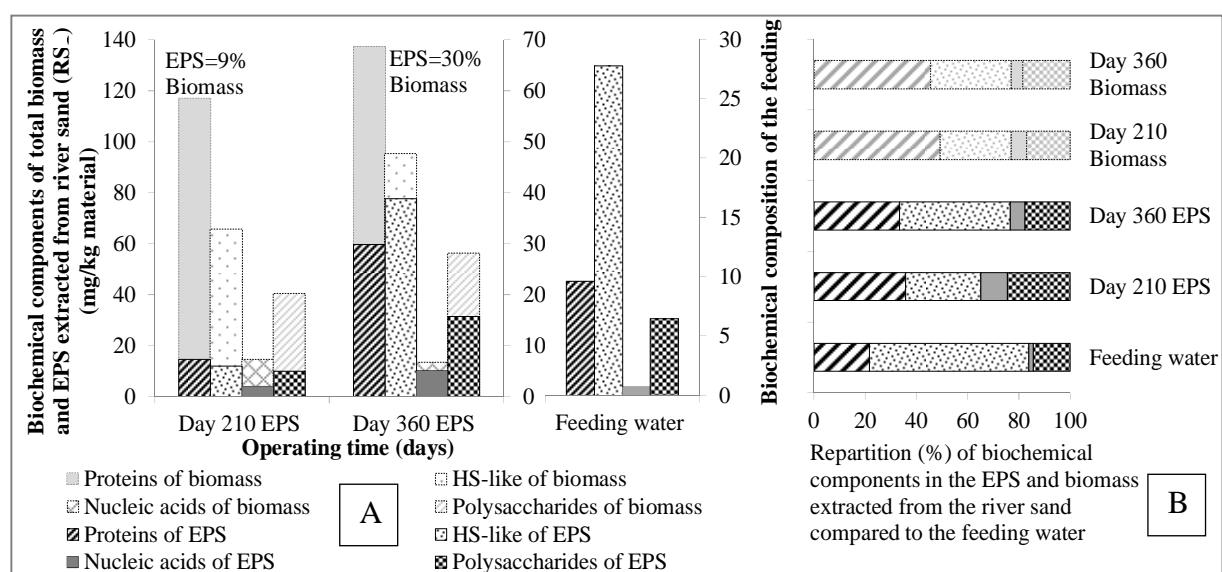 Biochemical components of total biomass
and EPS extracted from river sand (RS-)
(mg/kg material)
140
120
100
80
60
40
20
0
EPS=9%
Biomass
EPS=30%
Biomass
Day 210 EPS
Day 360 EPS
Operating time (days)
70
60
50
40
30
20
10
0
Feeding water
30
25
20
15
10
5
0
Biochemical composition of the feeding
Proteins of biomass
HS-like of biomass
Nucleic acids of biomass
Polysaccharides of biomass
Proteins of EPS
HS-like of EPS
Nucleic acids of EPS
Polysaccharides of EPS
A
Day 360
Biomass
Day 210
Biomass
Day 360 EPS
Day 210 EPS
Feeding water
0 20 40 60 80 100
Repartition (%) of biochemical
components in the EPS and biomass
extracted from the river sand
compared to the feeding water
B